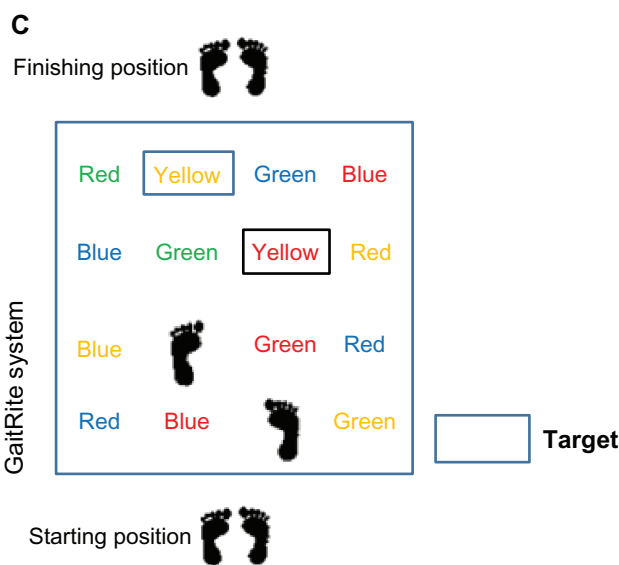 C
Finishing position
Red Yellow Green Blue
Blue Green Yellow Red
Blue Green Red
Red Blue Green
GaitRite system
Target
Starting position